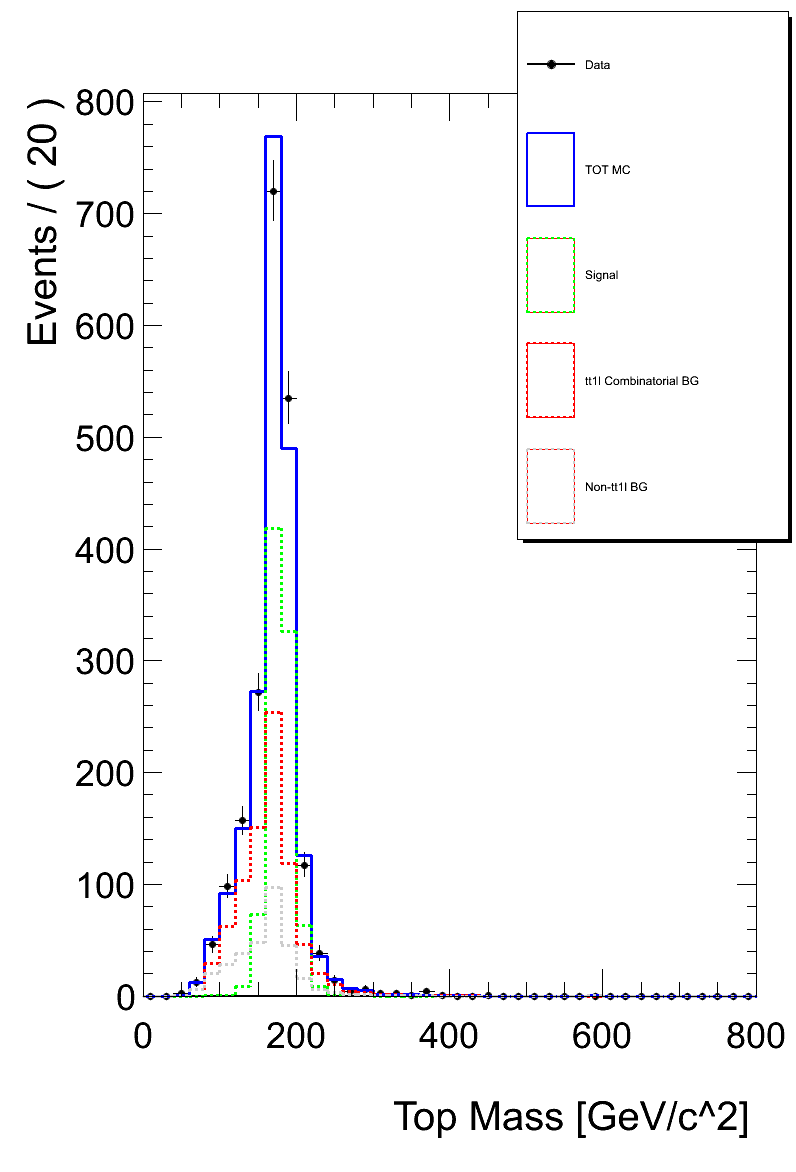 Data
TOT MC
Signal
tt1l Combinatorial BG
Non-tt1l BG
Events / ( 20 )
800
700
600
500
400
300
200
100
0
0 200 400 600 800
Top Mass [GeV/c^2]